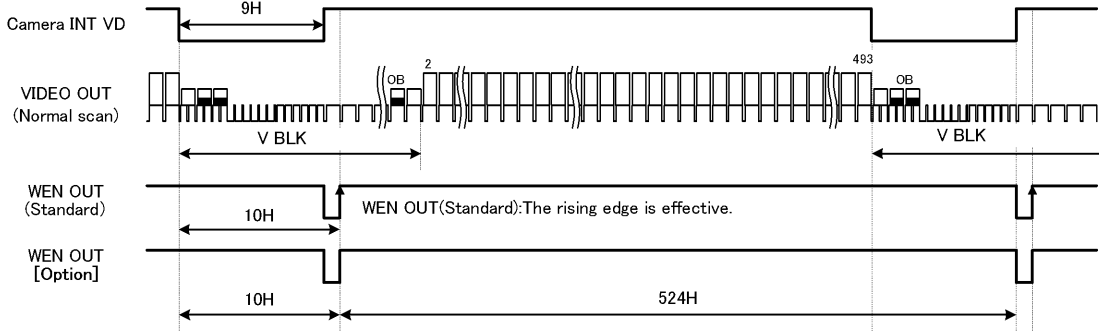 Camera INT VD
9H
VIDEO OUT
(Normal scan)
OB
2
493
OB
V BLK
V BLK
WEN OUT
(Standard)
10H
WEN OUT(Standard):The rising edge is effective.
WEN OUT
[Option]
10H
524H